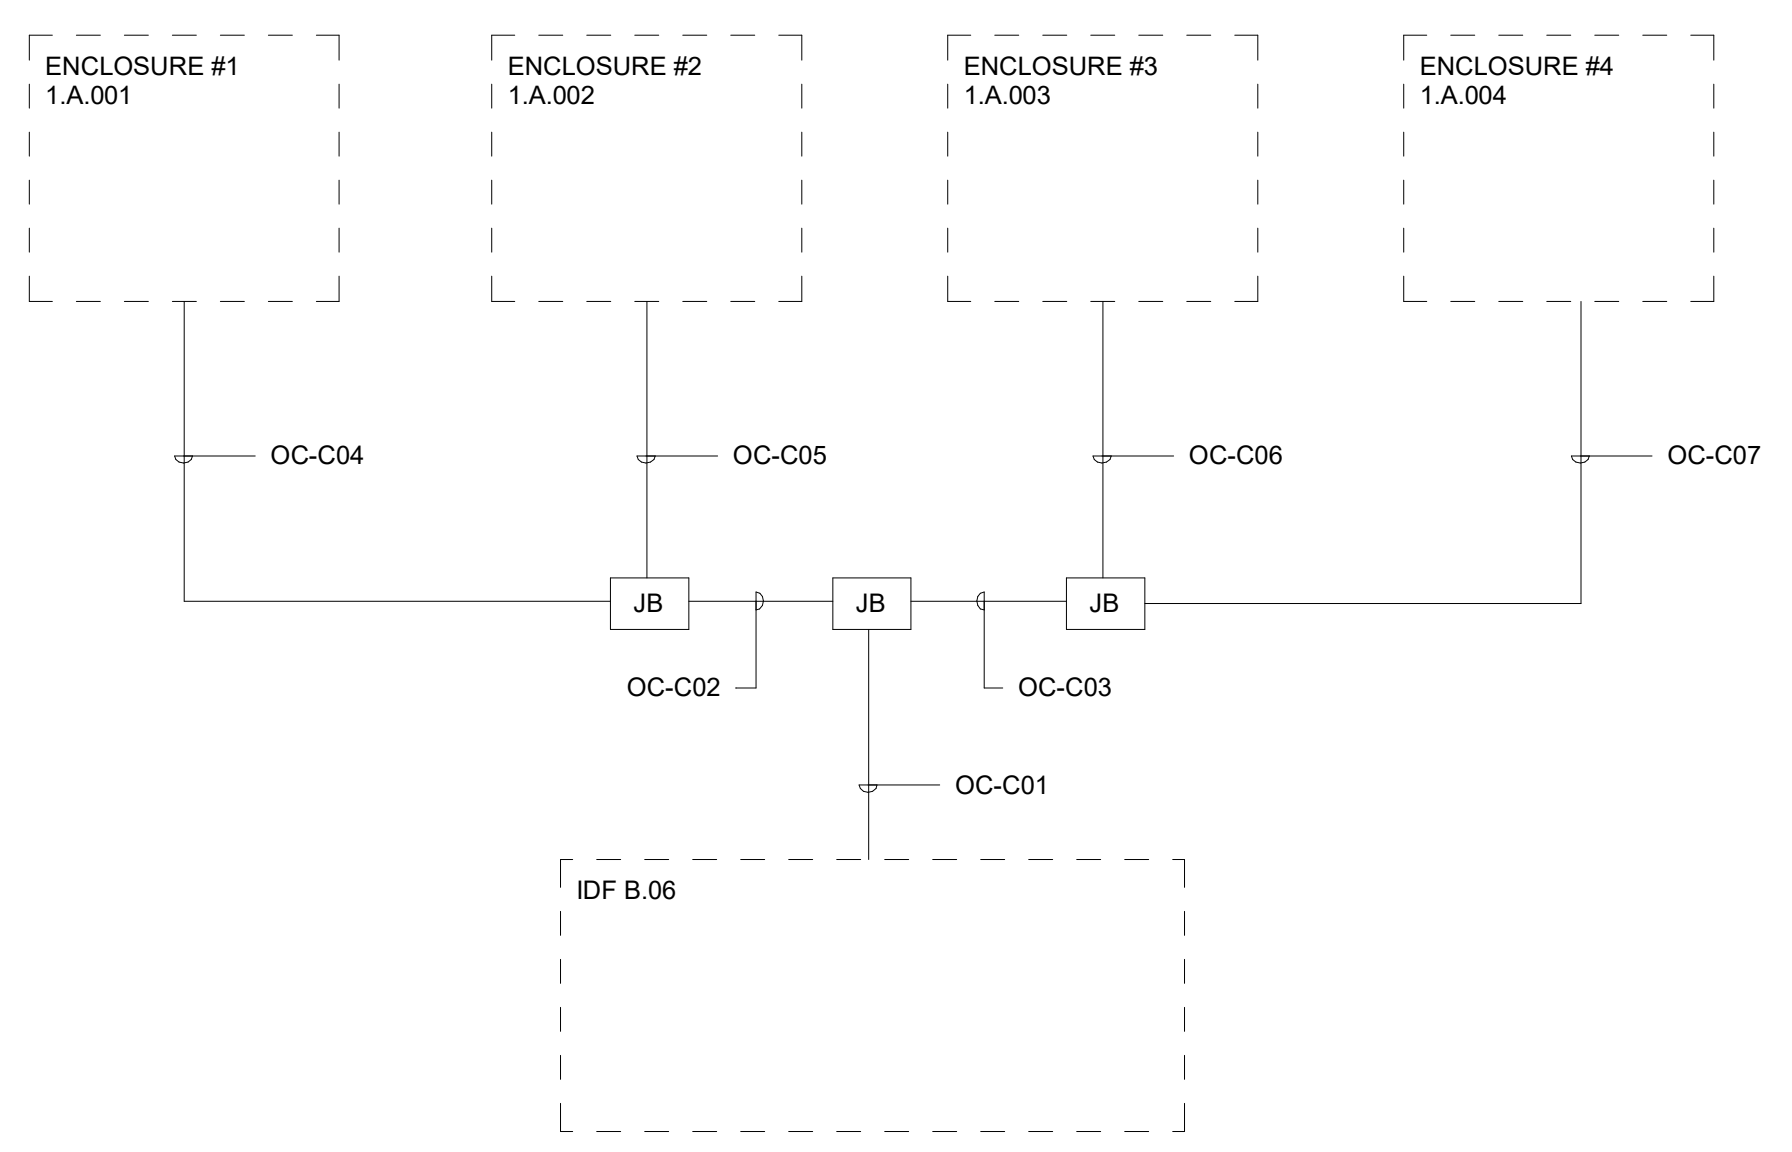 ENCLOSURE #1
1.A.001
ENCLOSURE #2
1.A.002
ENCLOSURE #3
1.A.003
ENCLOSURE #4
1.A.004
OC-C04
OC-C05
OC-C06
OC-C07
JB
JB
JB
OC-C02
OC-C03
OC-C01
IDF B.06